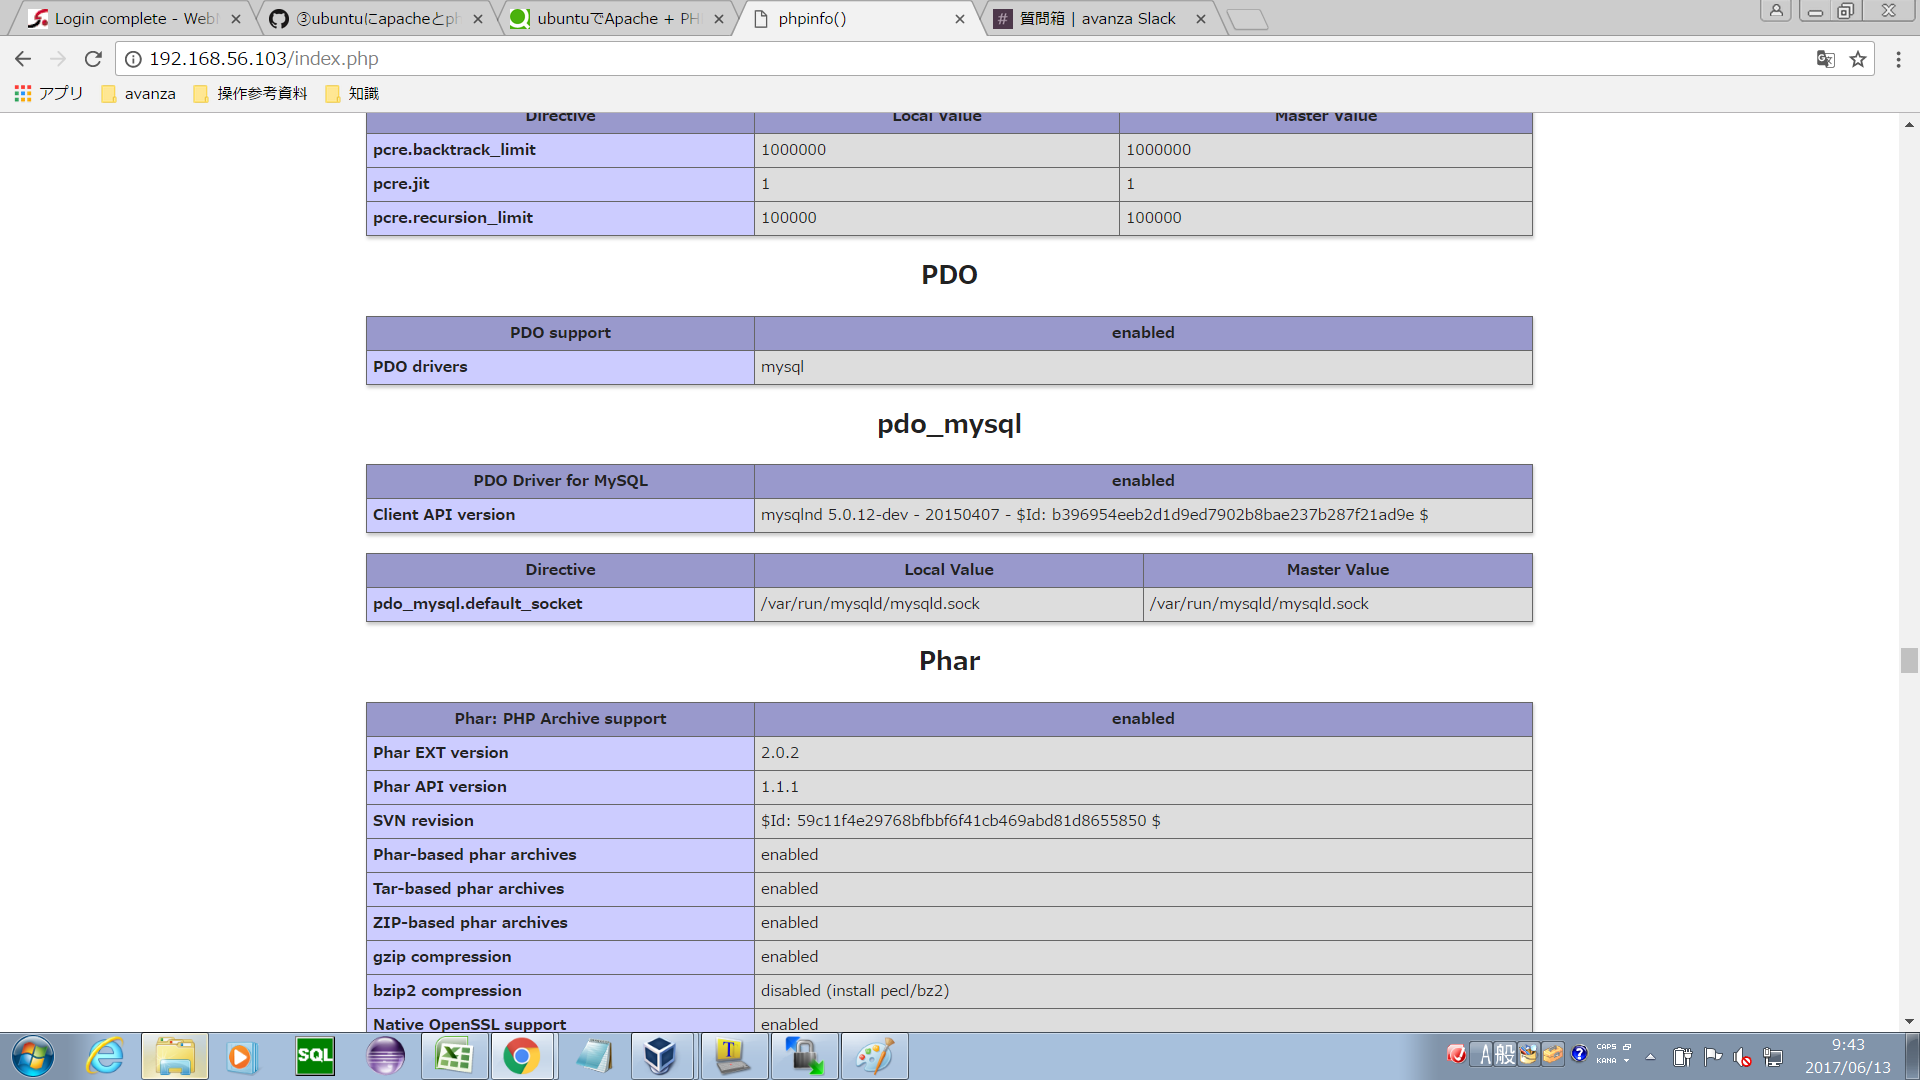 Login complete - Web
③ubuntuにapacheとph
ubuntuでApache + PH
phpinfo()
質問箱 | avanza Slack
192.168.56.103/index.php
アプリ
avanza
操作参考資料
知識
Directive Local Value Master Value
pcre.backtrack_limit 1000000 1000000
pcre.jit 1 1
pcre.recursion_limit 100000 100000
PDO
PDO support enabled
PDO drivers mysql
pdo_mysql
PDO Driver for MySQL enabled
Client API version mysqlnd 5.0.12-dev - 20150407 - $Id: b396954eeb2d1d9ed7902b8bae237b287f21ad9e $
Directive Local Value Master Value
pdo_mysql.default_socket /var/run/mysqld/mysqld.sock /var/run/mysqld/mysqld.sock
Phar
Phar: PHP Archive support enabled
Phar EXT version 2.0.2
Phar API version 1.1.1
SVN revision $Id: 59c11f4e29768bfbbf6f41cb469abd81d8655850 $
Phar-based phar archives enabled
Tar-based phar archives enabled
ZIP-based phar archives enabled
gzip compression enabled
bzip2 compression disabled (install pecl/bz2)
Native OpenSSL support enabled
SQL
A 般
CAPS
KANA
9:43
2017/06/13